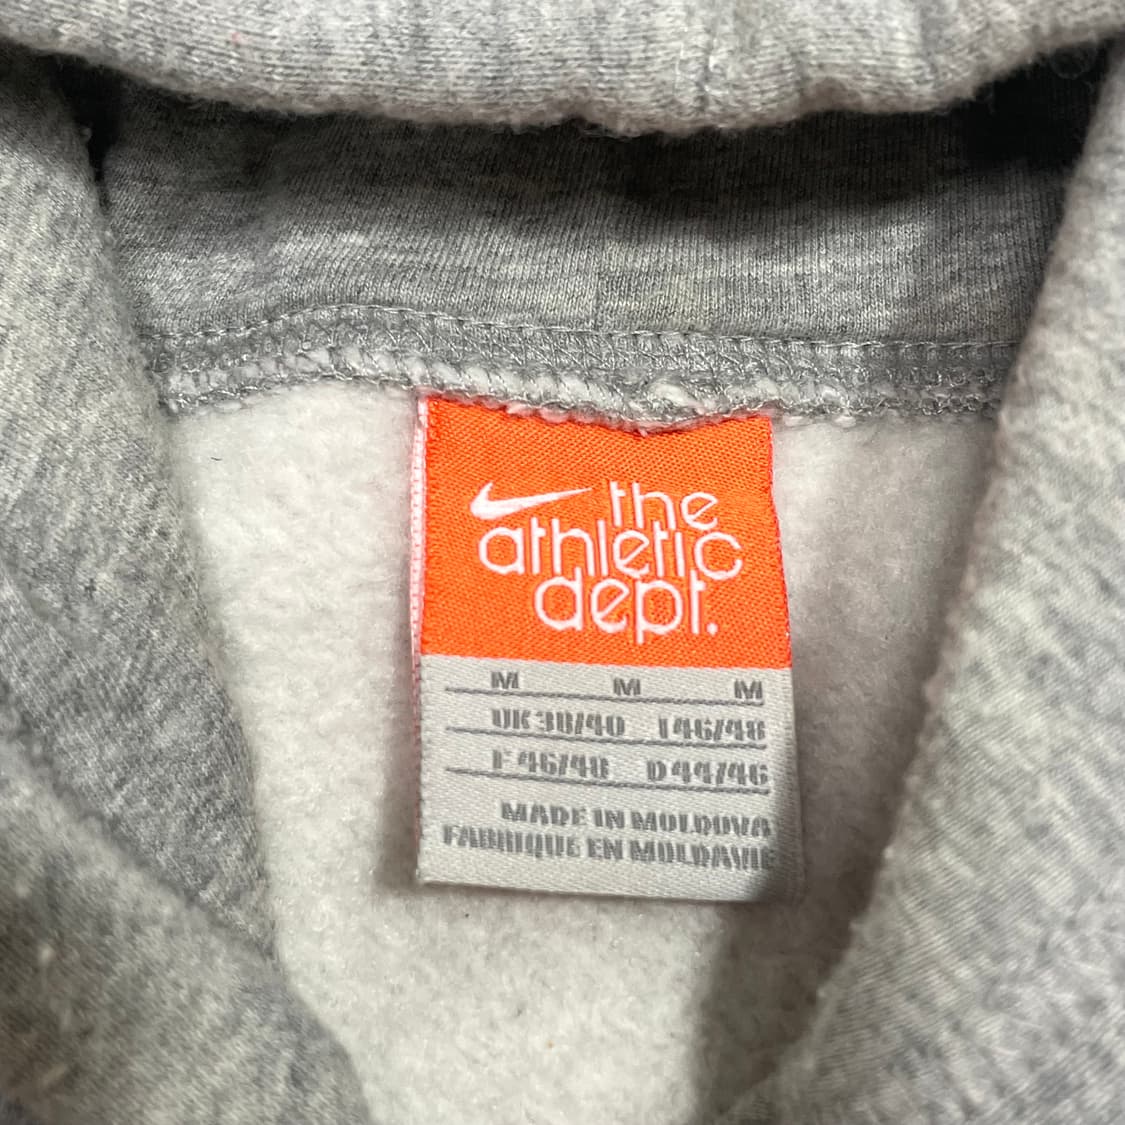 the
athletic
dept.
M M M
UK 38/40 I 46/48
F 46/48 D 44/46
MADE IN MOLDOVA
FABRIQUE EN MOLDAVIE